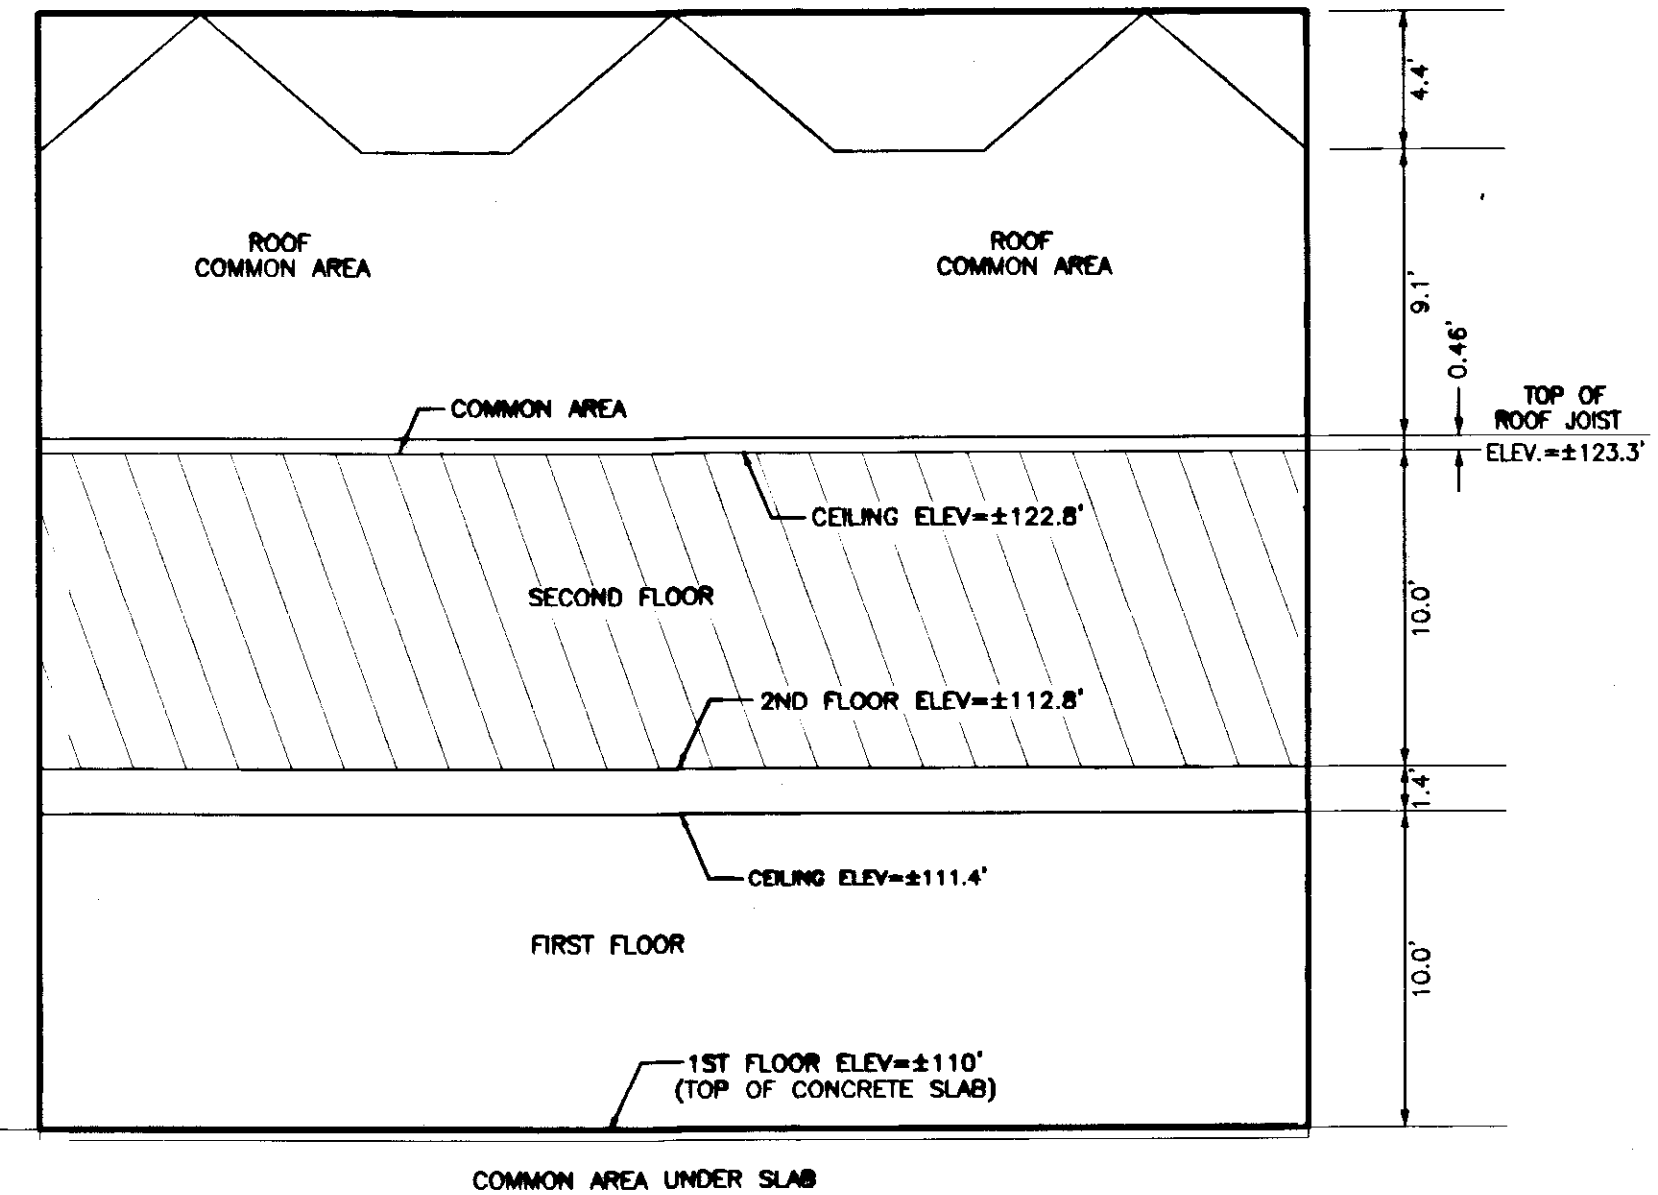 4.4'
ROOF
COMMON AREA
ROOF
COMMON AREA
9.1'
0.46'
COMMON AREA
TOP OF
ROOF JOIST
ELEV.=±123.3'
CEILING ELEV=±122.8'
SECOND FLOOR
10.0'
2ND FLOOR ELEV=±112.8'
1.4'
CEILING ELEV=±111.4'
FIRST FLOOR
10.0'
1ST FLOOR ELEV=±110'
(TOP OF CONCRETE SLAB)
COMMON AREA UNDER SLAB